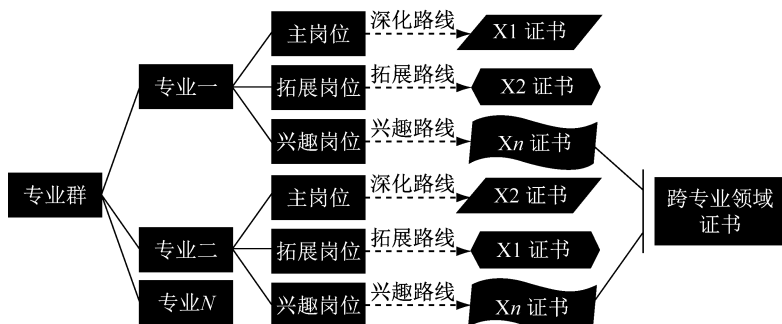 主岗位
深化路线
X1 证书
专业一
拓展岗位
拓展路线
X2 证书
兴趣岗位
兴趣路线
Xn 证书
专业群
主岗位
深化路线
X2 证书
跨专业领域
证书
专业二
拓展岗位
拓展路线
X1 证书
专业N
兴趣岗位
兴趣路线
Xn 证书